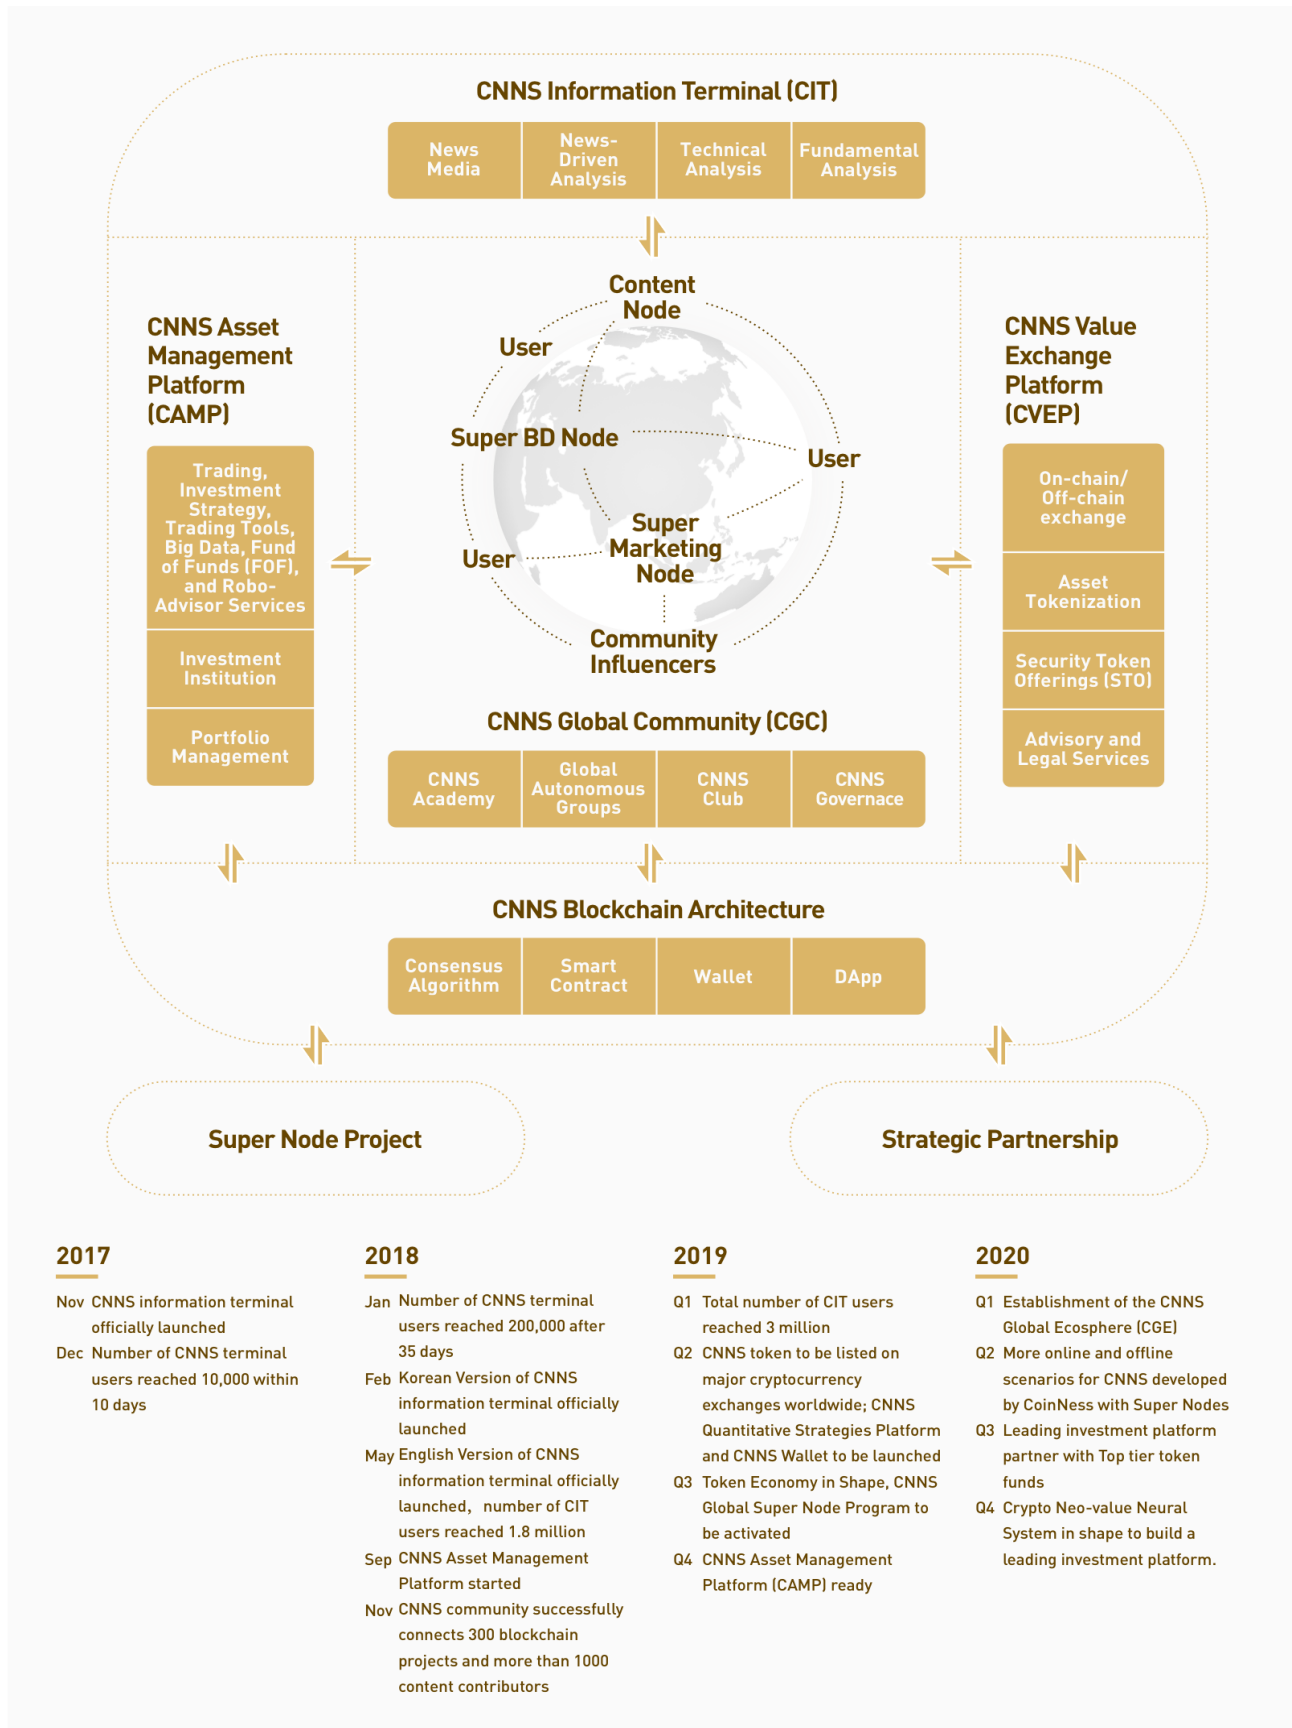 CNNS Information Terminal (CIT)
News
Media
News-
Driven
Analysis
Technical
Analysis
Fundamental
Analysis
CNNS Asset
Management
Platform
(CAMP)
Trading,
Investment
Strategy,
Trading Tools,
Big Data, Fund
of Funds (FOF),
and Robo-
Advisor Services
Investment
Institution
Portfolio
Management
Content
Node
User
Super BD Node
User
Super
Marketing
Node
User
Community
Influencers
CNNS Global Community (CGC)
CNNS
Academy
Global
Autonomous
Groups
CNNS
Club
CNNS
Governace
CNNS Value
Exchange
Platform
(CVEP)
On-chain/
Off-chain
exchange
Asset
Tokenization
Security Token
Offerings (STO)
Advisory and
Legal Services
CNNS Blockchain Architecture
Consensus
Algorithm
Smart
Contract
Wallet
DApp
Super Node Project
Strategic Partnership
2017
Nov CNNS information terminal
officially launched
Dec Number of CNNS terminal
users reached 10,000 within
10 days
2018
Jan Number of CNNS terminal
users reached 200,000 after
35 days
Feb Korean Version of CNNS
information terminal officially
launched
May English Version of CNNS
information terminal officially
launched, number of CIT
users reached 1.8 million
Sep CNNS Asset Management
Platform started
Nov CNNS community successfully
connects 300 blockchain
projects and more than 1000
content contributors
2019
Q1 Total number of CIT users
reached 3 million
Q2 CNNS token to be listed on
major cryptocurrency
exchanges worldwide; CNNS
Quantitative Strategies Platform
and CNNS Wallet to be launched
Q3 Token Economy in Shape, CNNS
Global Super Node Program to
be activated
Q4 CNNS Asset Management
Platform (CAMP) ready
2020
Q1 Establishment of the CNNS
Global Ecosphere (CGE)
Q2 More online and offline
scenarios for CNNS developed
by CoinNess with Super Nodes
Q3 Leading investment platform
partner with Top tier token
funds
Q4 Crypto Neo-value Neural
System in shape to build a
leading investment platform.